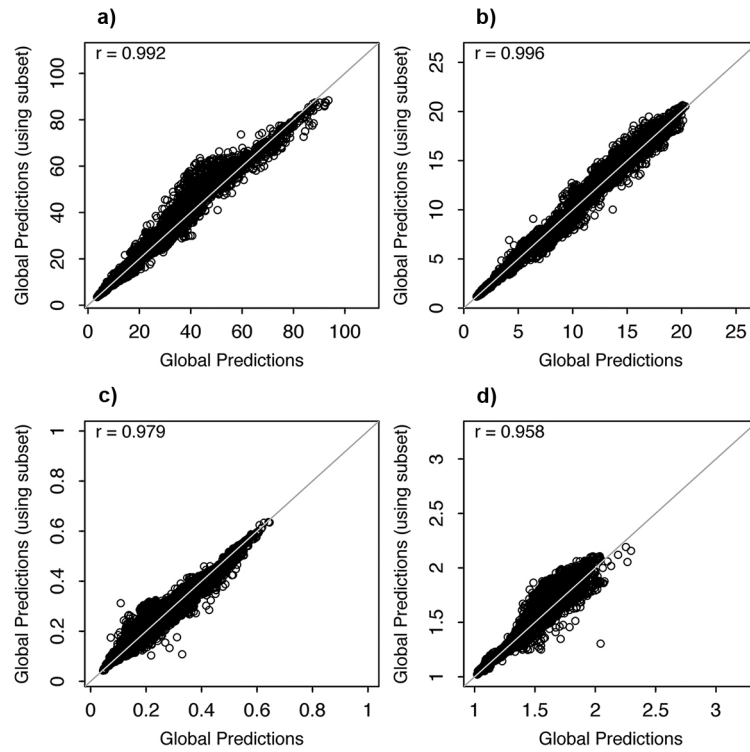 a)
r = 0.992
Global Predictions (using subset)
0 20 40 60 80 100
0 20 40 60 80 100
Global Predictions
b)
r = 0.996
Global Predictions (using subset)
0 5 10 15 20 25
0 5 10 15 20 25
Global Predictions
c)
r = 0.979
Global Predictions (using subset)
0 0.2 0.4 0.6 0.8 1
0 0.2 0.4 0.6 0.8 1
Global Predictions
d)
r = 0.958
Global Predictions (using subset)
1 1.5 2 2.5 3
1 1.5 2 2.5 3
Global Predictions